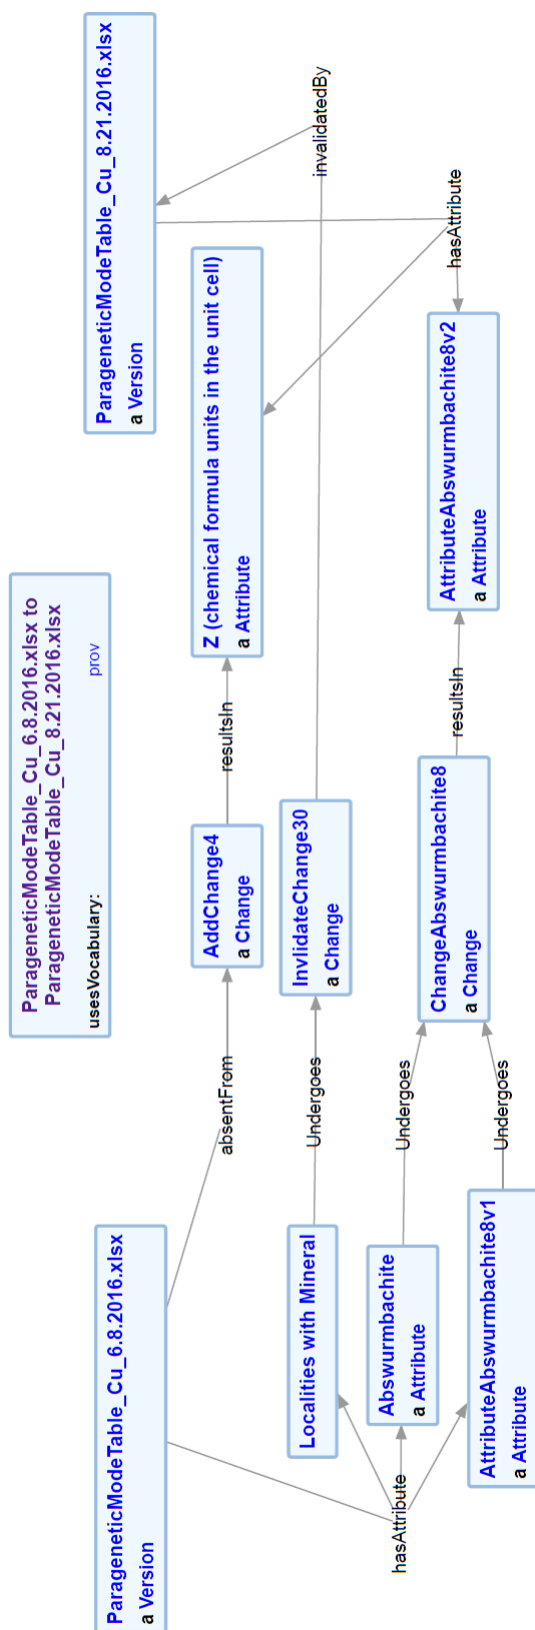 ParageneticModeTable_Cu_6.8.2016.xlsx to
ParageneticModeTable_Cu_8.21.2016.xlsx
usesVocabulary: prov
ParageneticModeTable_Cu_6.8.2016.xlsx
a Version
absentFrom
AddChange4
a Change
resultsIn
Z (chemical formula units in the unit cell)
a Attribute
ParageneticModeTable_Cu_8.21.2016.xlsx
a Version
hasAttribute
Localities with Mineral
Undergoes
InvlidateChange30
a Change
invalidatedBy
Abswurmbachite
a Attribute
Undergoes
ChangeAbswurmbachite8
a Change
resultsIn
AttributeAbswurmbachite8v2
a Attribute
hasAttribute
AttributeAbswurmbachite8v1
a Attribute
Undergoes